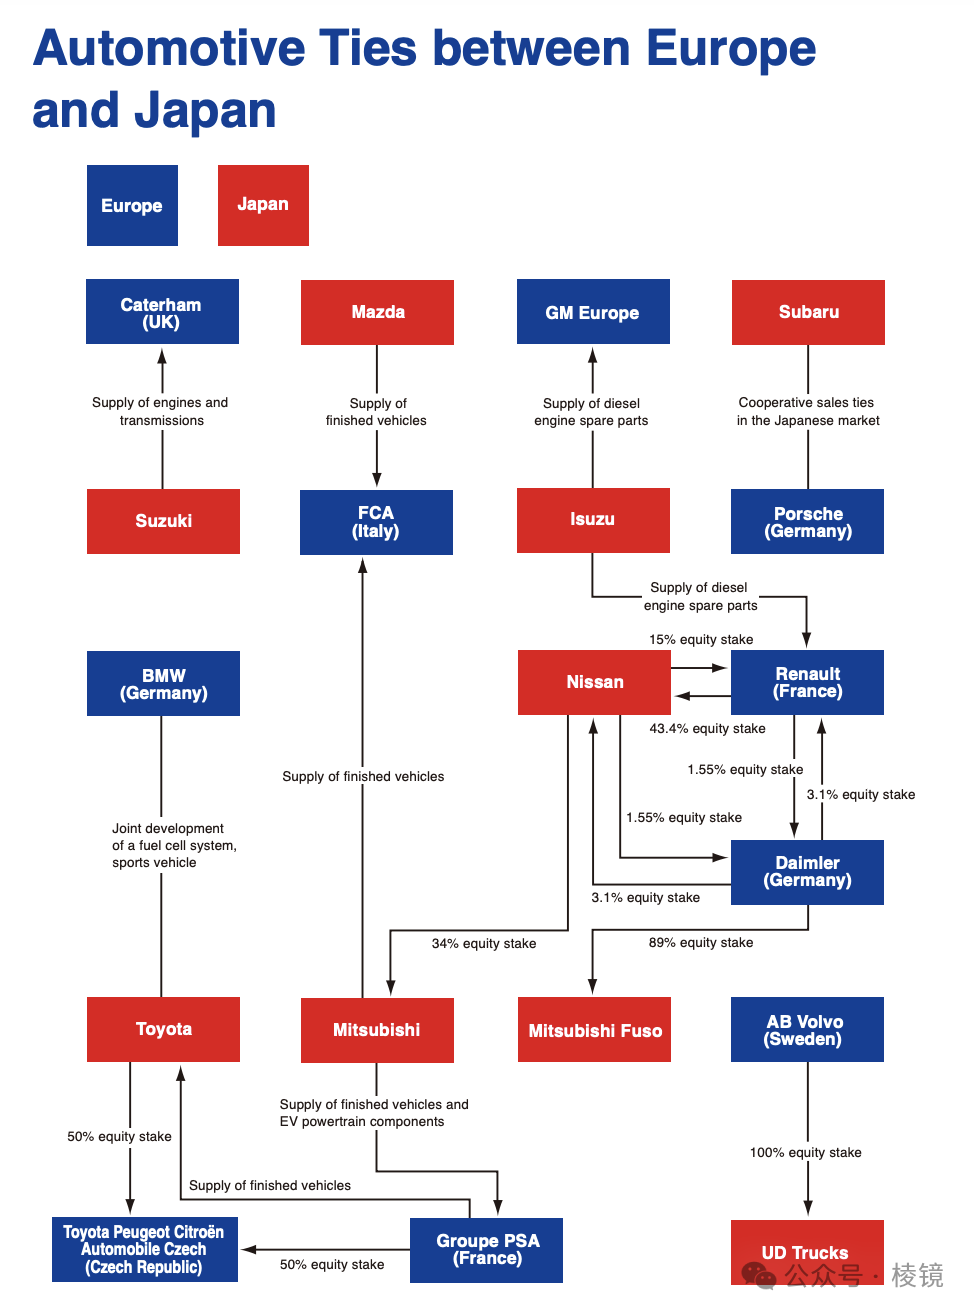 Automotive Ties between Europe
and Japan
Europe
Japan
Caterham
(UK)
Mazda
GM Europe
Subaru
Supply of engines and
transmissions
Supply of
finished vehicles
Supply of diesel
engine spare parts
Cooperative sales ties
in the Japanese market
Suzuki
FCA
(Italy)
Isuzu
Porsche
(Germany)
Supply of diesel
engine spare parts
15% equity stake
BMW
(Germany)
Nissan
Renault
(France)
43.4% equity stake
1.55% equity stake
3.1% equity stake
Supply of finished vehicles
1.55% equity stake
Joint development
of a fuel cell system,
sports vehicle
Daimler
(Germany)
3.1% equity stake
34% equity stake
89% equity stake
Toyota
Mitsubishi
Mitsubishi Fuso
AB Volvo
(Sweden)
Supply of finished vehicles and
EV powertrain components
50% equity stake
100% equity stake
Supply of finished vehicles
Toyota Peugeot Citroën
Automobile Czech
(Czech Republic)
Groupe PSA
(France)
50% equity stake
UD Trucks
公众号 · 棱镜